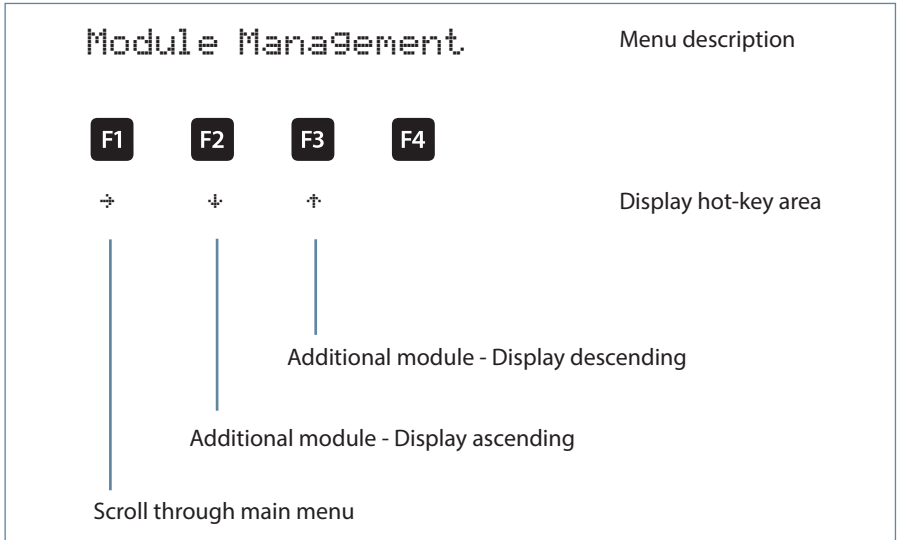 Module Management Menu description
F1 F2 F3 F4
→ ↓ ↑ Display hot-key area
Additional module - Display descending
Additional module - Display ascending
Scroll through main menu